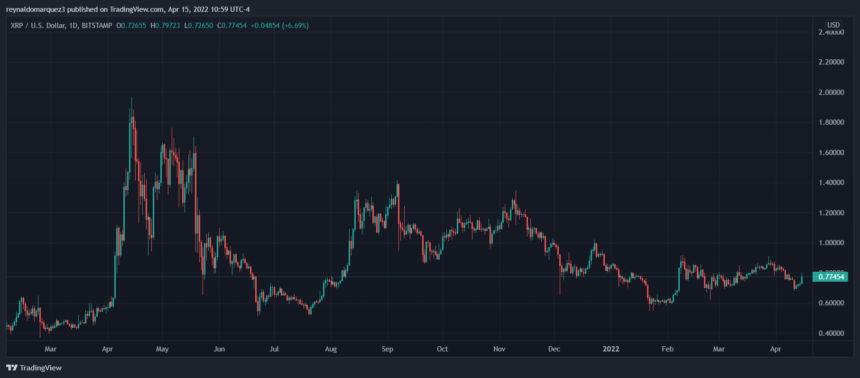 reynaldomarquez3 published on TradingView.com, Apr 15, 2022 10:59 UTC-4
XRP / U.S. Dollar, 1D, BITSTAMP O0.72655 H0.79723 L0.72650 C0.77454 +0.04854 (+6.69%)
USD
2.40000
2.20000
2.00000
1.80000
1.60000
1.40000
1.20000
1.00000
0.77454
0.60000
0.40000
Mar Apr May Jun Jul Aug Sep Oct Nov Dec 2022 Feb Mar Apr
TradingView